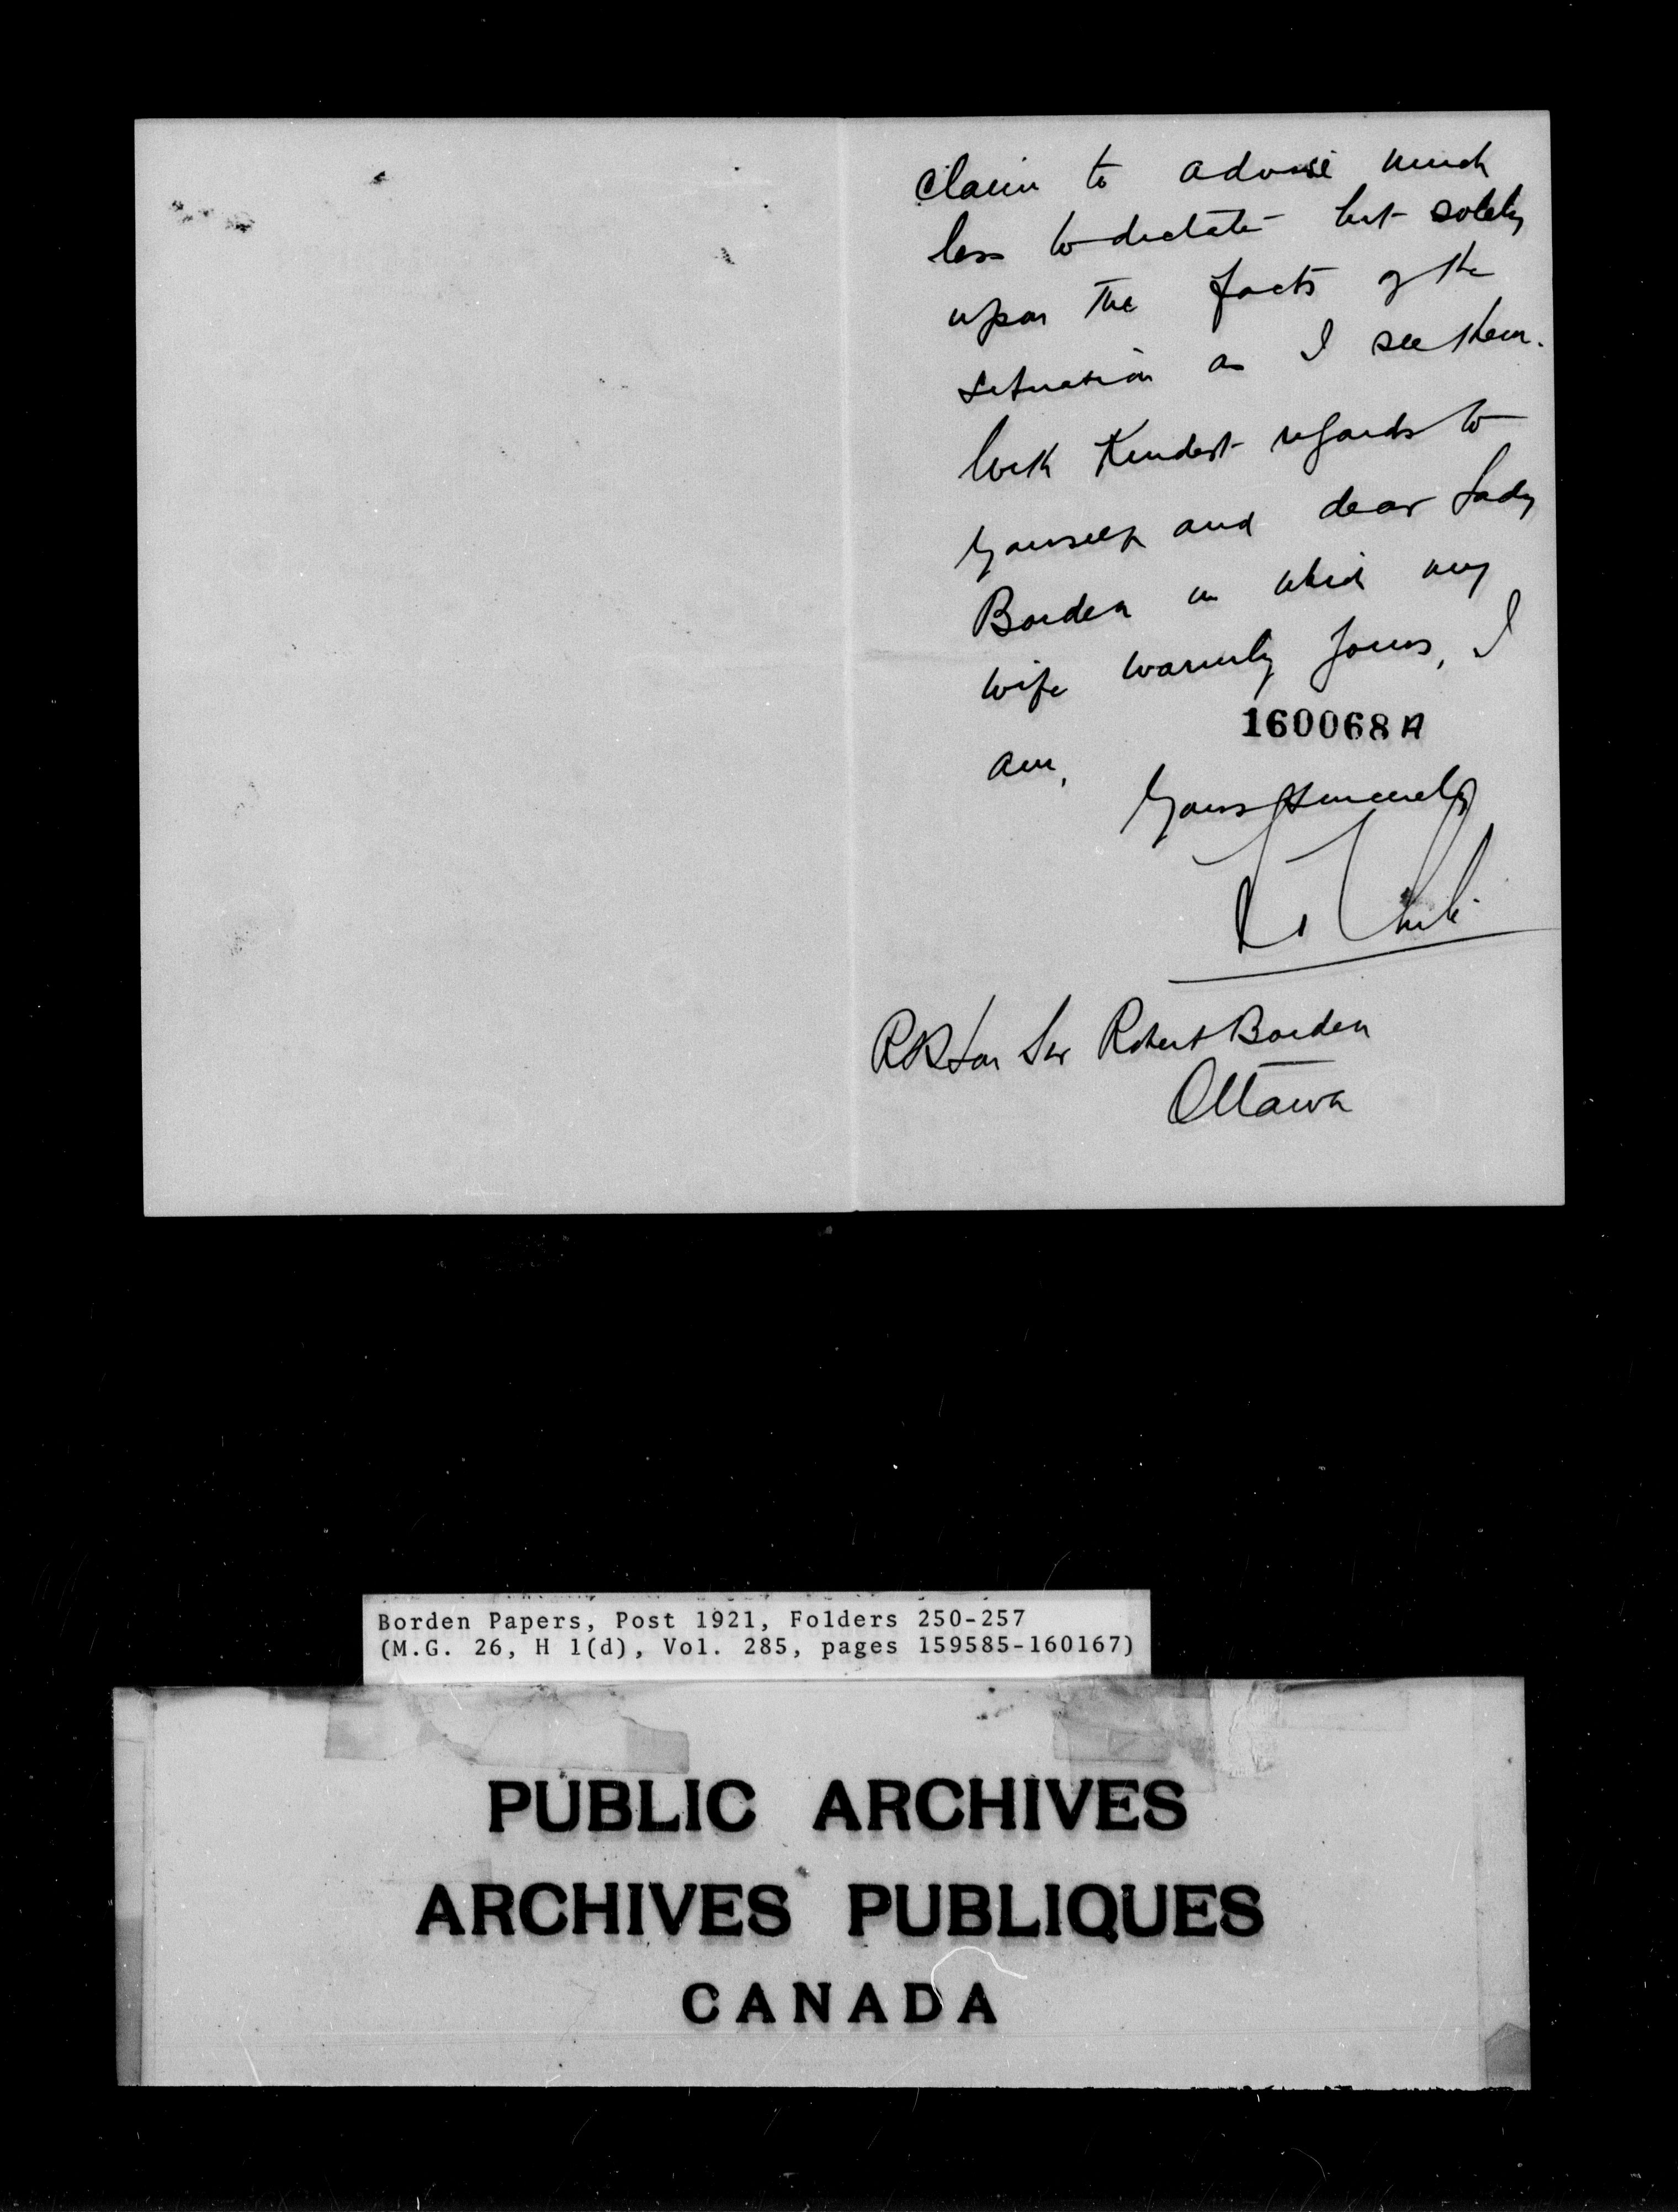 claim to advise much
less to dictate but solely
upon the facts of the
situation as I see them.
With Kindest regards to
yourself and dear Lady
Borden in which my
wife warmly joins, I
160068A
am,
Yours Sincerely
Rt Hon Sir Robert Borden
Ottawa
Borden Papers, Post 1921, Folders 250-257
(M.G. 26, H 1(d), Vol. 285, pages 159585-160167)
PUBLIC ARCHIVES
ARCHIVES PUBLIQUES
CANADA